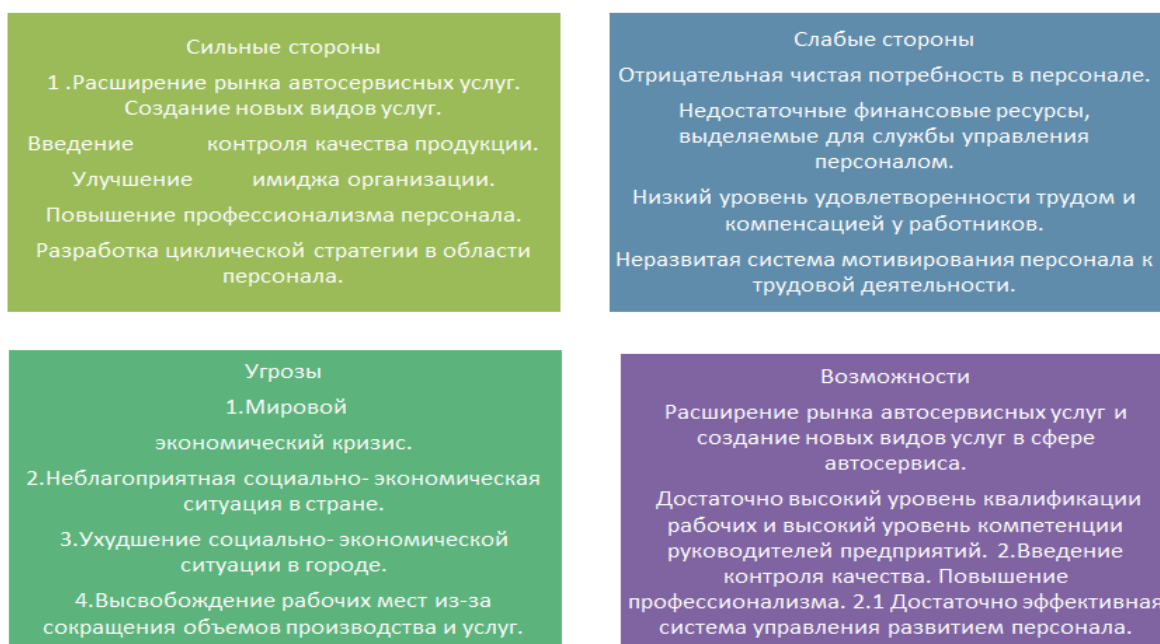 Сильные стороны
1 .Расширение рынка автосервисных услуг.
Создание новых видов услуг.
Введение контроля качества продукции.
Улучшение имиджа организации.
Повышение профессионализма персонала.
Разработка циклической стратегии в области
персонала.
Слабые стороны
Отрицательная чистая потребность в персонале.
Недостаточные финансовые ресурсы,
выделяемые для службы управления
персоналом.
Низкий уровень удовлетворенности трудом и
компенсацией у работников.
Неразвитая система мотивирования персонала к
трудовой деятельности.
Угрозы
1.Мировой
экономический кризис.
2.Неблагоприятная социально- экономическая
ситуация в стране.
3.Ухудшение социально- экономической
ситуации в городе.
4.Высвобождение рабочих мест из-за
сокращения объемов производства и услуг.
Возможности
Расширение рынка автосервисных услуг и
создание новых видов услуг в сфере
автосервиса.
Достаточно высокий уровень квалификации
рабочих и высокий уровень компетенции
руководителей предприятий. 2.Введение
контроля качества. Повышение
профессионализма. 2.1 Достаточно эффективная
система управления развитием персонала.